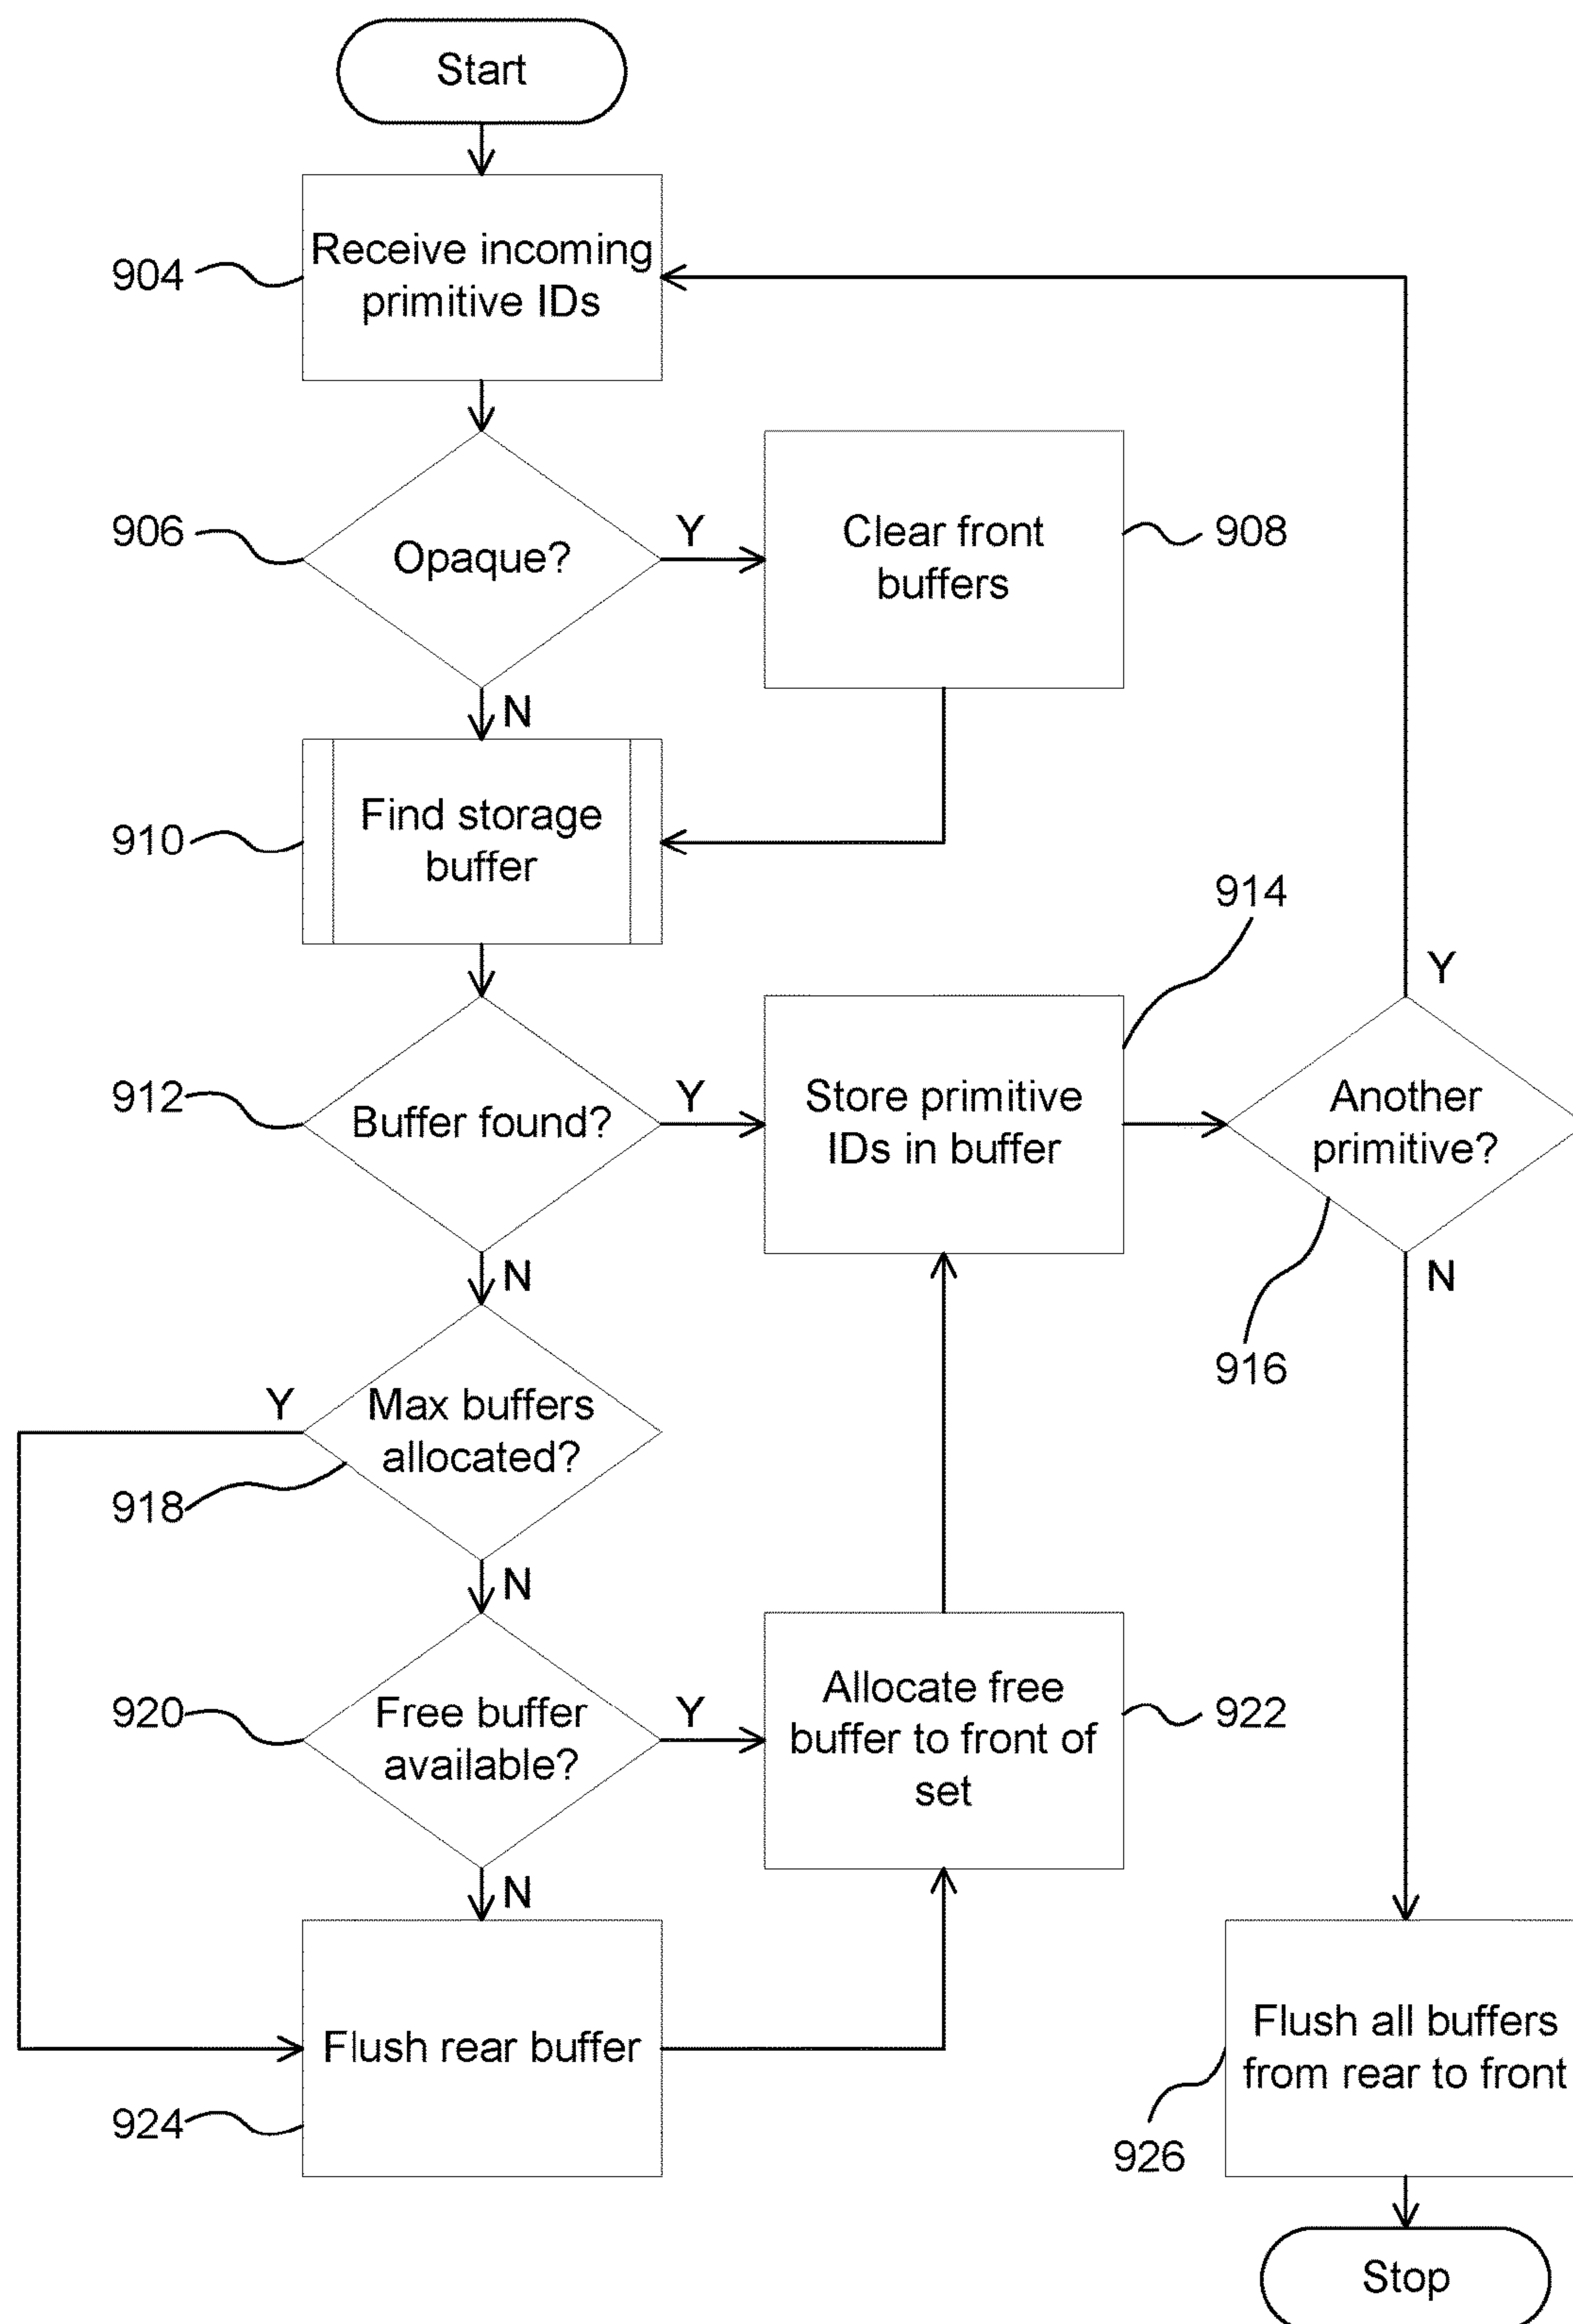 Start
904
Receive incoming
primitive IDs
906
Opaque?
Y
Clear front
buffers
908
N
910
Find storage
buffer
914
Y
912
Buffer found?
Y
Store primitive
IDs in buffer
Another
primitive?
N
N
916
Y
Max buffers
allocated?
918
N
920
Free buffer
available?
Y
Allocate free
buffer to front of
set
922
N
Flush rear buffer
924
Flush all buffers
from rear to front
926
Stop